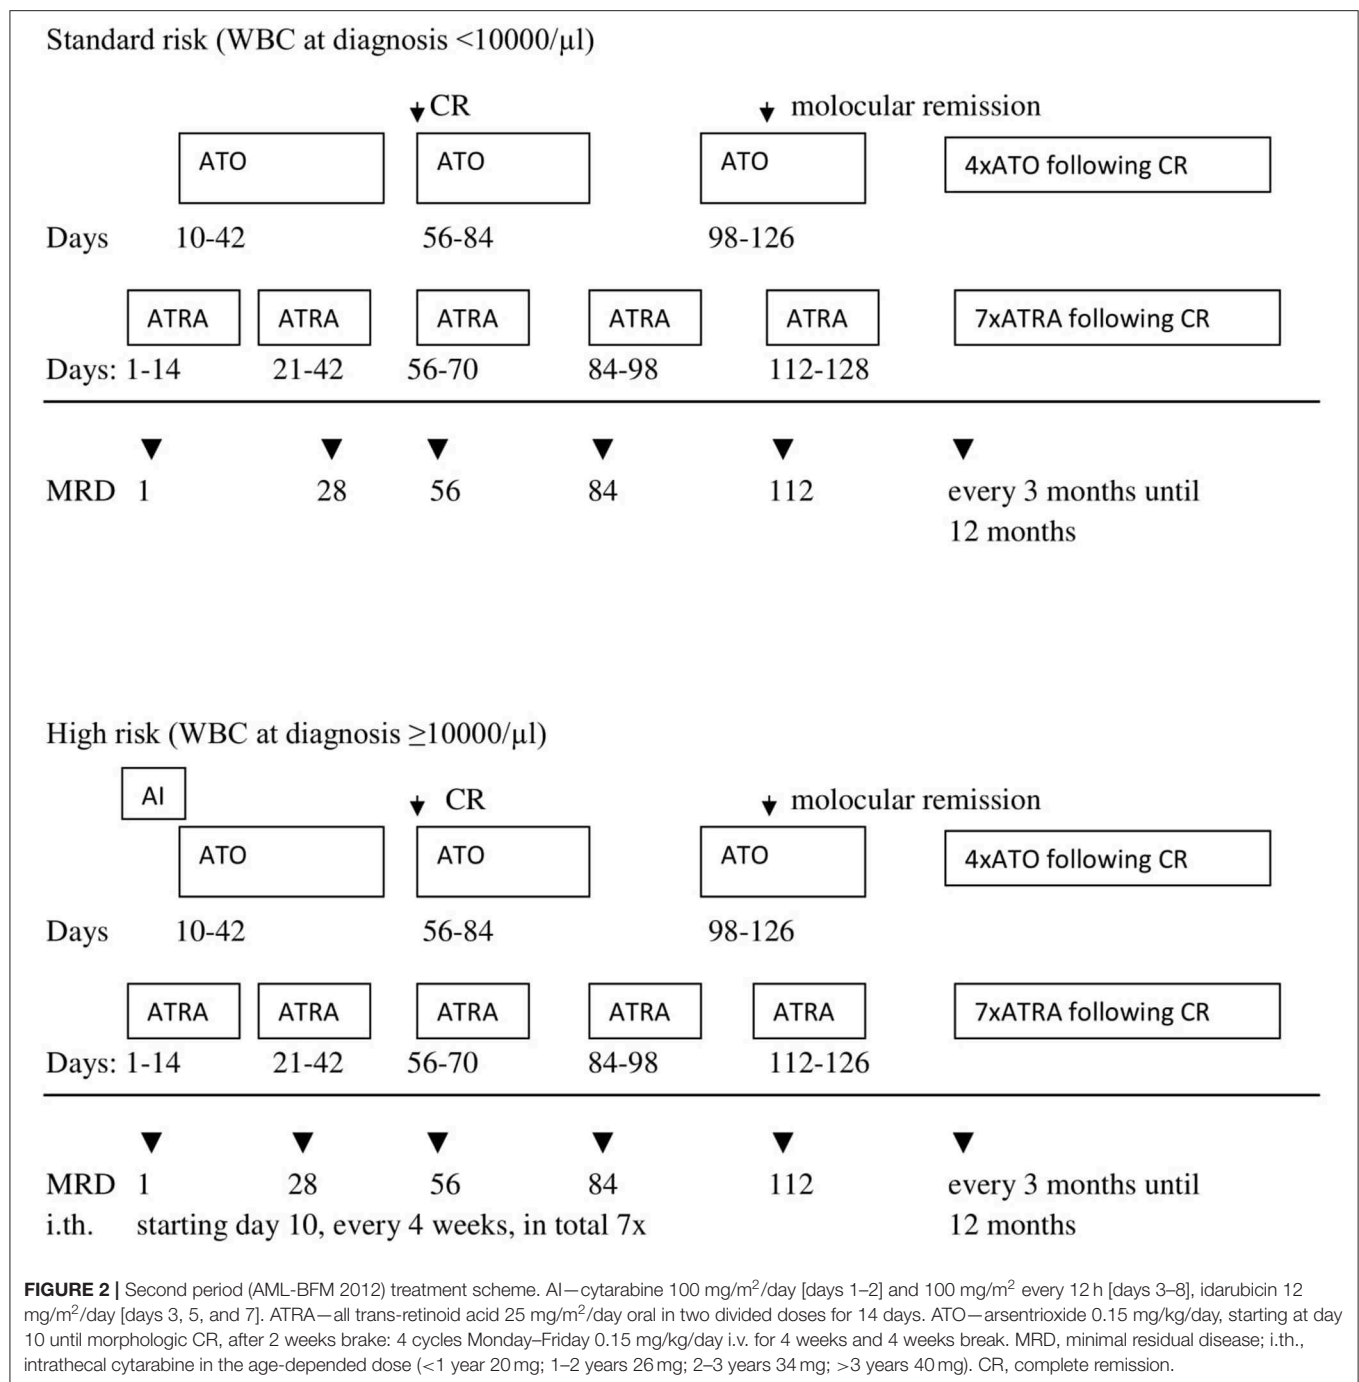 Standard risk (WBC at diagnosis <10000/µl)
CR
molocular remission
ATO
ATO
ATO
4xATO following CR
Days 10-42 56-84 98-126
ATRA
ATRA
ATRA
ATRA
ATRA
7xATRA following CR
Days: 1-14 21-42 56-70 84-98 112-128
MRD 1 28 56 84 112 every 3 months until
12 months
High risk (WBC at diagnosis ≥10000/µl)
AI
CR
molocular remission
ATO
ATO
ATO
4xATO following CR
Days 10-42 56-84 98-126
ATRA
ATRA
ATRA
ATRA
ATRA
7xATRA following CR
Days: 1-14 21-42 56-70 84-98 112-126
MRD 1 28 56 84 112 every 3 months until
i.th. starting day 10, every 4 weeks, in total 7x 12 months
FIGURE 2 | Second period (AML-BFM 2012) treatment scheme. AI—cytarabine 100 mg/m²/day [days 1–2] and 100 mg/m² every 12 h [days 3–8], idarubicin 12
mg/m²/day [days 3, 5, and 7]. ATRA—all trans-retinoid acid 25 mg/m²/day oral in two divided doses for 14 days. ATO—arsentrioxide 0.15 mg/kg/day, starting at day
10 until morphologic CR, after 2 weeks brake: 4 cycles Monday–Friday 0.15 mg/kg/day i.v. for 4 weeks and 4 weeks break. MRD, minimal residual disease; i.th.,
intrathecal cytarabine in the age-depended dose (<1 year 20 mg; 1–2 years 26 mg; 2–3 years 34 mg; >3 years 40 mg). CR, complete remission.